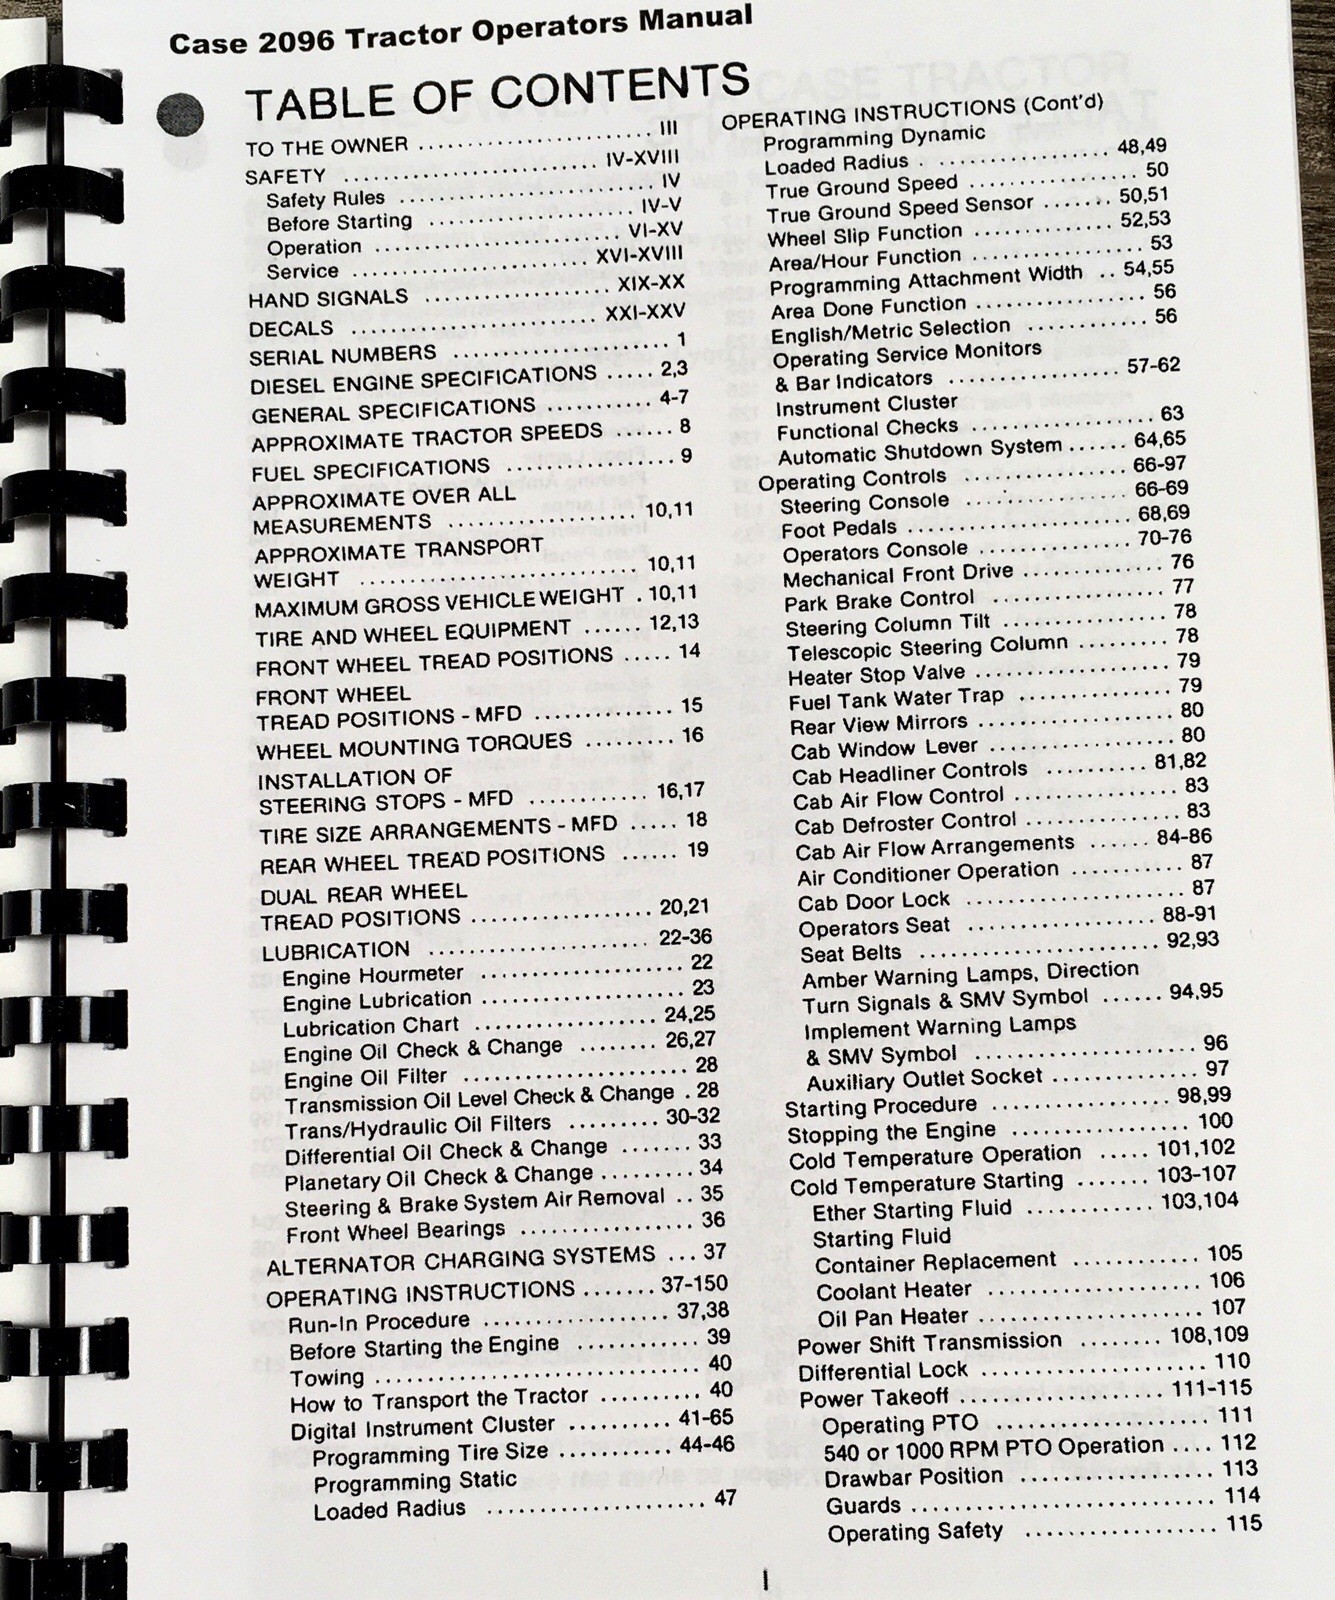 Case 2096 Tractor Operators Manual
TABLE OF CONTENTS
TO THE OWNER .......................... III
SAFETY .......................... IV-XVIII
Safety Rules .......................... IV
Before Starting .......................... IV-V
Operation .......................... VI-XV
Service .......................... XVI-XVIII
HAND SIGNALS .......................... XIX-XX
DECALS .......................... XXI-XXV
SERIAL NUMBERS .......................... 1
DIESEL ENGINE SPECIFICATIONS ..... 2,3
GENERAL SPECIFICATIONS ........... 4-7
APPROXIMATE TRACTOR SPEEDS ...... 8
FUEL SPECIFICATIONS ................. 9
APPROXIMATE OVER ALL
MEASUREMENTS ................... 10,11
APPROXIMATE TRANSPORT
WEIGHT ............................ 10,11
MAXIMUM GROSS VEHICLE WEIGHT . 10,11
TIRE AND WHEEL EQUIPMENT ...... 12,13
FRONT WHEEL TREAD POSITIONS ..... 14
FRONT WHEEL
TREAD POSITIONS - MFD .............. 15
WHEEL MOUNTING TORQUES ......... 16
INSTALLATION OF
STEERING STOPS - MFD ............ 16,17
TIRE SIZE ARRANGEMENTS - MFD ..... 18
REAR WHEEL TREAD POSITIONS ...... 19
DUAL REAR WHEEL
TREAD POSITIONS .................. 20,21
LUBRICATION ...................... 22-36
Engine Hourmeter .................... 22
Engine Lubrication .................... 23
Lubrication Chart .................. 24,25
Engine Oil Check & Change ........ 26,27
Engine Oil Filter ...................... 28
Transmission Oil Level Check & Change . 28
Trans/Hydraulic Oil Filters ......... 30-32
Differential Oil Check & Change ....... 33
Planetary Oil Check & Change ......... 34
Steering & Brake System Air Removal .. 35
Front Wheel Bearings ................. 36
ALTERNATOR CHARGING SYSTEMS ... 37
OPERATING INSTRUCTIONS ....... 37-150
Run-In Procedure .................. 37,38
Before Starting the Engine ............ 39
Towing ................................ 40
How to Transport the Tractor .......... 40
Digital Instrument Cluster .......... 41-65
Programming Tire Size ........... 44-46
Programming Static
Loaded Radius ...................... 47
OPERATING INSTRUCTIONS (Cont'd)
Programming Dynamic
Loaded Radius . ................. 48,49
True Ground Speed .................. 50
True Ground Speed Sensor ....... 50,51
Wheel Slip Function .............. 52,53
Area/Hour Function .................. 53
Programming Attachment Width .. 54,55
Area Done Function ................. 56
English/Metric Selection ............ 56
Operating Service Monitors
& Bar Indicators ................. 57-62
Instrument Cluster
Functional Checks .................. 63
Automatic Shutdown System ...... 64,65
Operating Controls .................. 66-97
Steering Console ................. 66-69
Foot Pedals ...................... 68,69
Operators Console ............... 70-76
Mechanical Front Drive .............. 76
Park Brake Control .................. 77
Steering Column Tilt ................. 78
Telescopic Steering Column ......... 78
Heater Stop Valve ................... 79
Fuel Tank Water Trap ............... 79
Rear View Mirrors ................... 80
Cab Window Lever .................. 80
Cab Headliner Controls .......... 81,82
Cab Air Flow Control ................ 83
Cab Defroster Control ............... 83
Cab Air Flow Arrangements ...... 84-86
Air Conditioner Operation ........... 87
Cab Door Lock ...................... 87
Operators Seat ................... 88-91
Seat Belts ........................ 92,93
Amber Warning Lamps, Direction
Turn Signals & SMV Symbol ...... 94,95
Implement Warning Lamps
& SMV Symbol ...................... 96
Auxiliary Outlet Socket .............. 97
Starting Procedure .................. 98,99
Stopping the Engine .................. 100
Cold Temperature Operation ..... 101,102
Cold Temperature Starting ....... 103-107
Ether Starting Fluid ............ 103,104
Starting Fluid
Container Replacement ............ 105
Coolant Heater ..................... 106
Oil Pan Heater ...................... 107
Power Shift Transmission ........ 108,109
Differential Lock ...................... 110
Power Takeoff .................... 111-115
Operating PTO ..................... 111
540 or 1000 RPM PTO Operation .... 112
Drawbar Position ................... 113
Guards ............................. 114
Operating Safety .................. 115
I